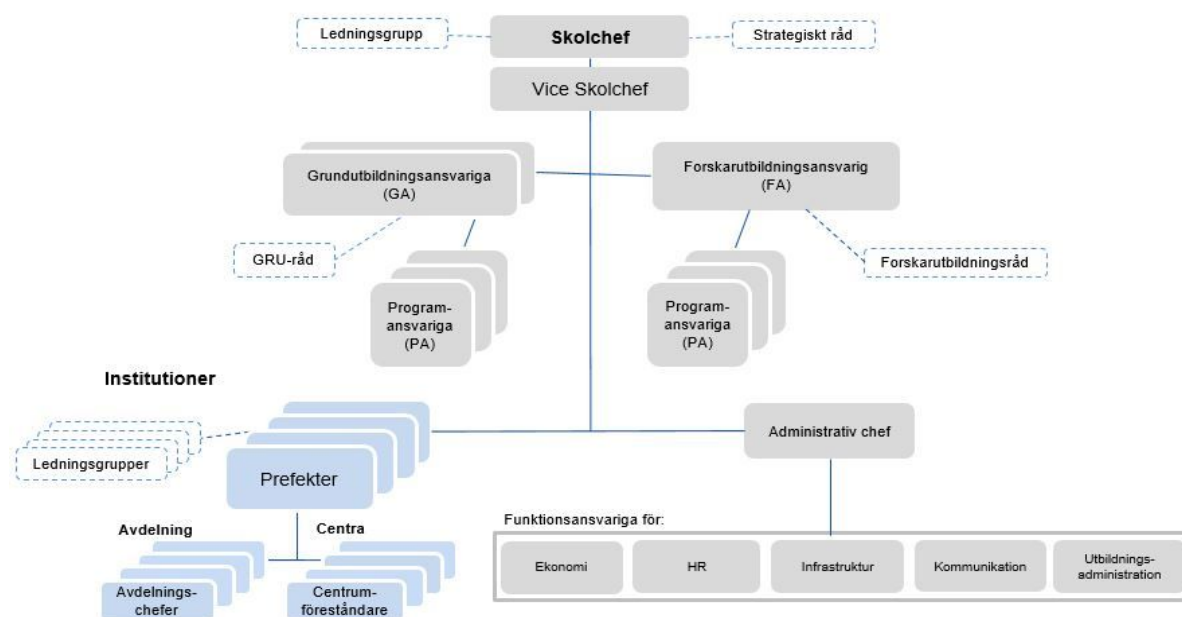 Ledningsgrupp
Skolchef
Strategiskt råd
Vice Skolchef
Grundutbildningsansvariga
(GA)
Forskarutbildningsansvarig
(FA)
GRU-råd
Forskarutbildningsråd
Program-
ansvariga
(PA)
Program-
ansvariga
(PA)
Institutioner
Ledningsgrupper
Prefekter
Administrativ chef
Avdelning
Centra
Avdelnings-
chefer
Centrum-
föreståndare
Funktionsansvariga för:
Ekonomi
HR
Infrastruktur
Kommunikation
Utbildnings-
administration